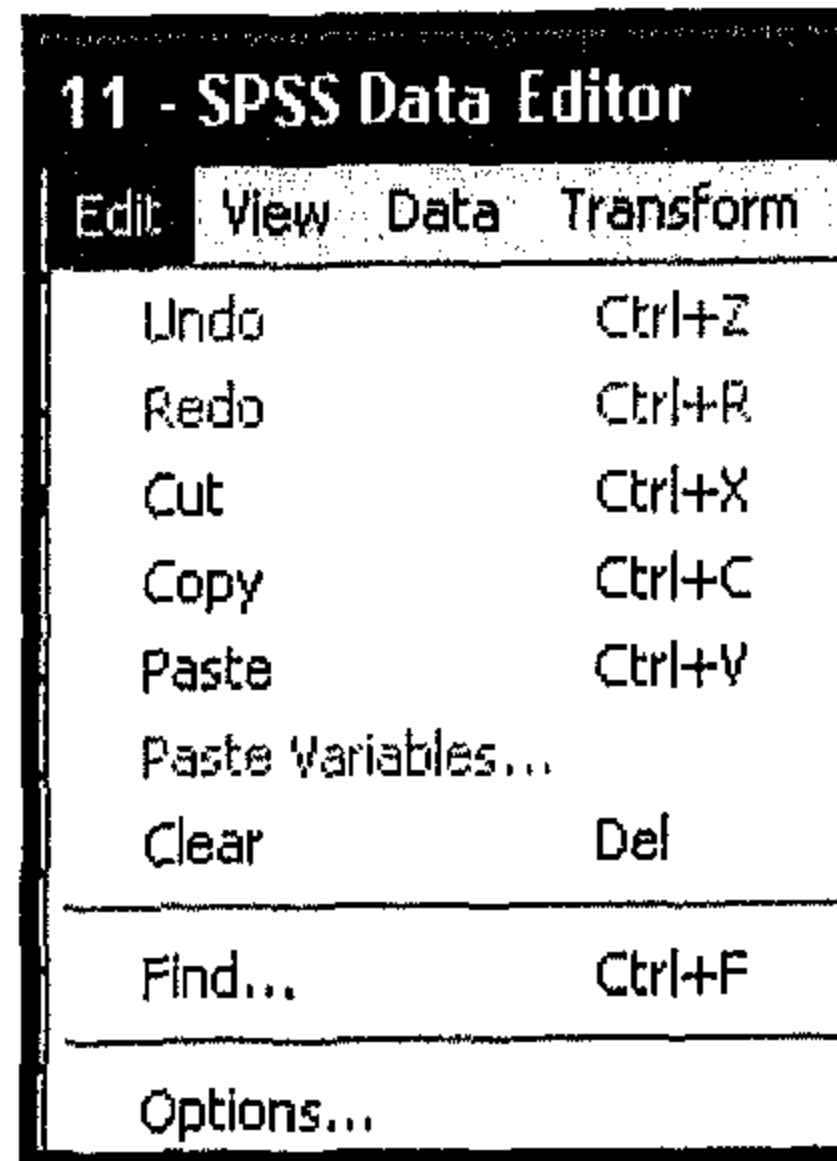 11 - SPSS Data Editor
Edit View Data Transform
Undo Ctrl+Z
Redo Ctrl+R
Cut Ctrl+X
Copy Ctrl+C
Paste Ctrl+V
Paste Variables...
Clear Del
Find... Ctrl+F
Options...